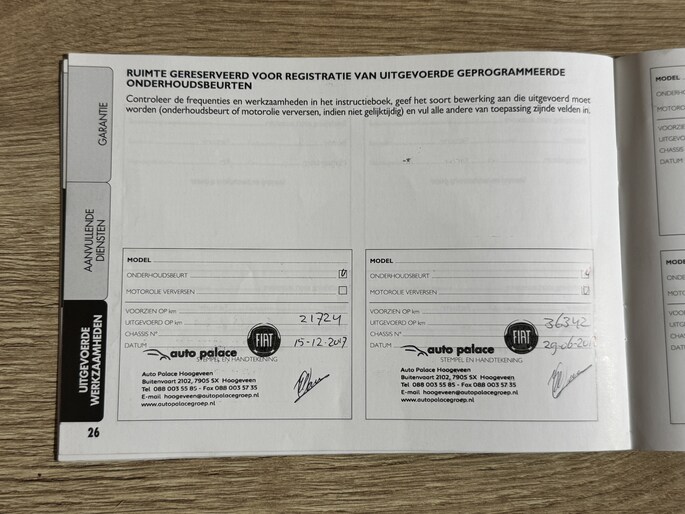 RUIMTE GERESERVEERD VOOR REGISTRATIE VAN UITGEVOERDE GEPROGRAMMEERDE
ONDERHOUDSBEURTEN
Controleer de frequenties en werkzaamheden in het instructieboek, geef het soort bewerking aan die uitgevoerd moet
worden (onderhoudsbeurt of motorolie verversen, indien niet gelijktijdig) en vul alle andere van toepassing zijnde velden in.
GARANTIE
AANVULLENDE
DIENSTEN
UITGEVOERDE
WERKZAAMHEDEN
26
MODEL
ONDERHOUDSBEURT
MOTOROLIE VERVERSEN
VOORZIEN OP km
UITGEVOERD OP km 21724
CHASSIS N°
DATUM 15-12-2017
auto palace
FIAT
STEMPEL EN HANDTEKENING
Auto Palace Hoogeveen
Buitenvaart 2102, 7905 SX Hoogeveen
Tel 088 003 55 85 - Fax 088 003 57 35
E-mail hoogeveen@autopalacegroep.nl
www.autopalacegroep.nl
MODEL
ONDERHOUDSBEURT
MOTOROLIE VERVERSEN
VOORZIEN OP km
UITGEVOERD OP km 36342
CHASSIS N°
DATUM
auto palace
FIAT
STEMPEL EN HANDTEKENING
Auto Palace Hoogeveen
Buitenvaart 2102, 7905 SX Hoogeveen
Tel 088 003 55 85 - Fax 088 003 57 35
E-mail hoogeveen@autopalacegroep.nl
www.autopalacegroep.nl
MODEL
VOORZIEN
CHASSIS
DATUM